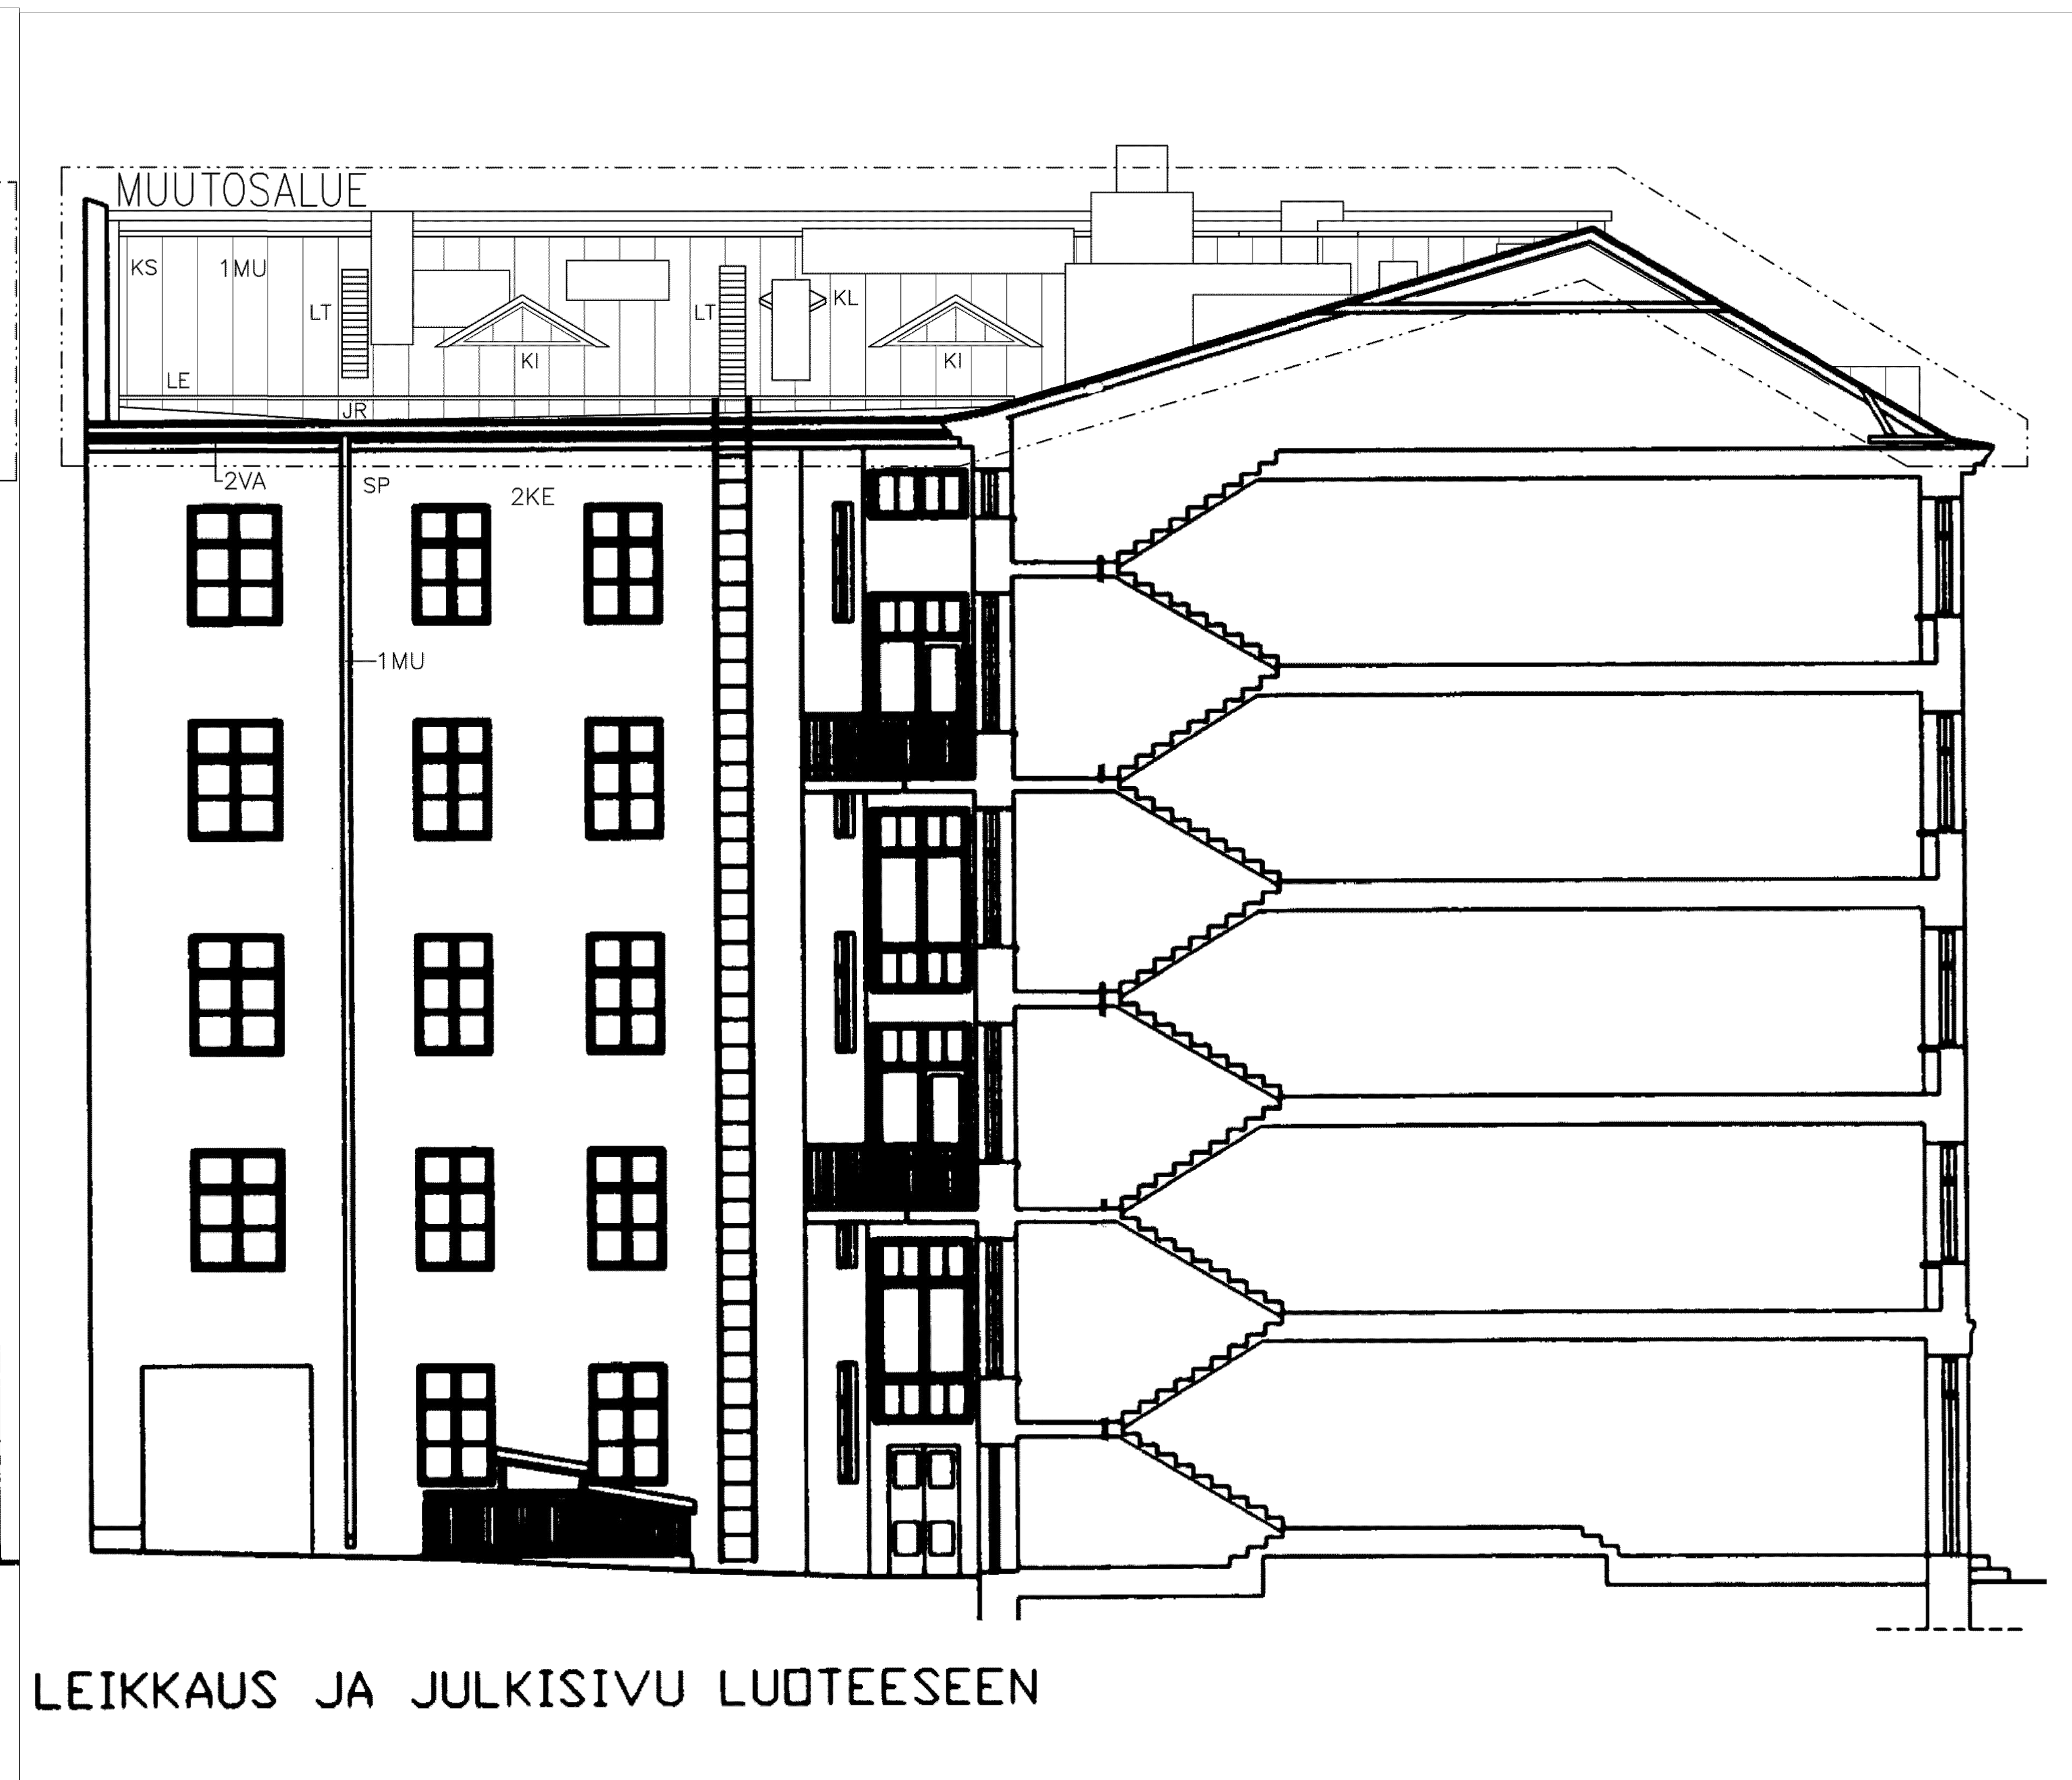 MUUTOSALUE
KS
1MU
LT
LT
KL
KI
KI
LE
JR
2VA
SP
2KE
1MU
LEIKKAUS JA JULKISIVU LUOTEESEEN